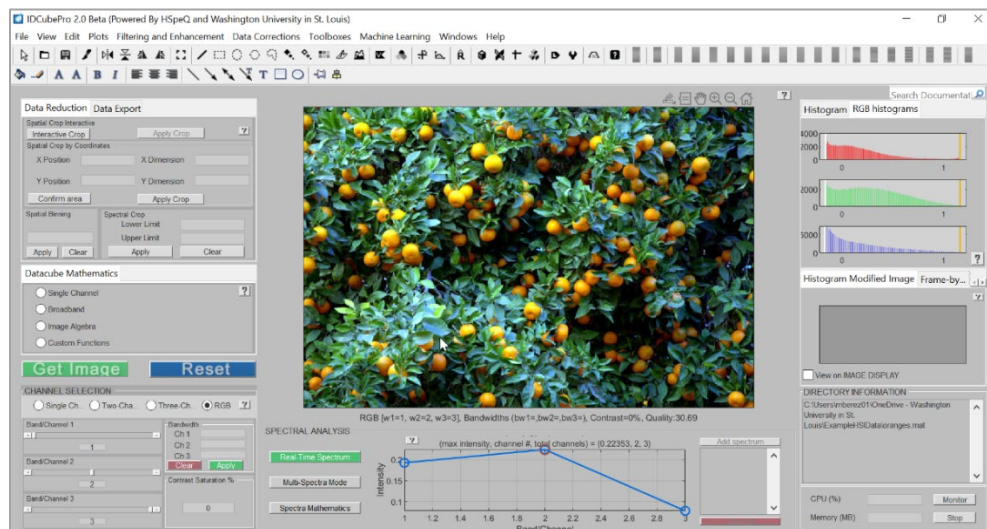 IDCubePro 2.0 Beta (Powered By HSpeQ and Washington University in St. Louis)
File View Edit Plots Filtering and Enhancement Data Corrections Toolboxes Machine Learning Windows Help
Search Documentat
Data Reduction Data Export
Spatial Crop Interactive
Interactive Crop Apply Crop ?
Spatial Crop by Coordinates
X Position X Dimension
Y Position Y Dimension
Confirm area Apply Crop
Spatial Bining Spectral Crop
Lower Limit
Upper Limit
Apply Clear Apply Clear
Datacube Mathematics
Single Channel ?
Broadband
Image Algebra
Custom Functions
Get Image Reset
CHANNEL SELECTION
Single Ch... Two-Cha... Three-Ch... RGB ?
Band/Channel 1 Bandwidth
1 Ch 1
Band/Channel 2 Ch 2
Ch 3
Clear Apply
2 Contrast Saturation %
Band/Channel 3 0
3
?
RGB [w1=1, w2=2, w3=3], Bandwidths (bw1=,bw2=,bw3=), Contrast=0%, Quality:30.69
SPECTRAL ANALYSIS
?
(max intensity, channel #, total channels) = (0.22353, 2, 3)
Add spectrum
Real-Time Spectrum
Multi-Spectra Mode
Spectra Mathematics
Intensity
0.2
0.15
0.1
1 1.2 1.4 1.6 1.8 2 2.2 2.4 2.6 2.8 3
Band/Channel
Histogram RGB histograms
4000
2000
0
0 1
2000
0
0 1
5000
0
0 1
?
Histogram Modified Image Frame-by...
?
View on IMAGE DISPLAY
DIRECTORY INFORMATION
C:\Users\mberez01\OneDrive - Washington
University in St.
Louis\ExampleHSIData\oranges.mat
CPU (%) Monitor
Memory (MB) Stop